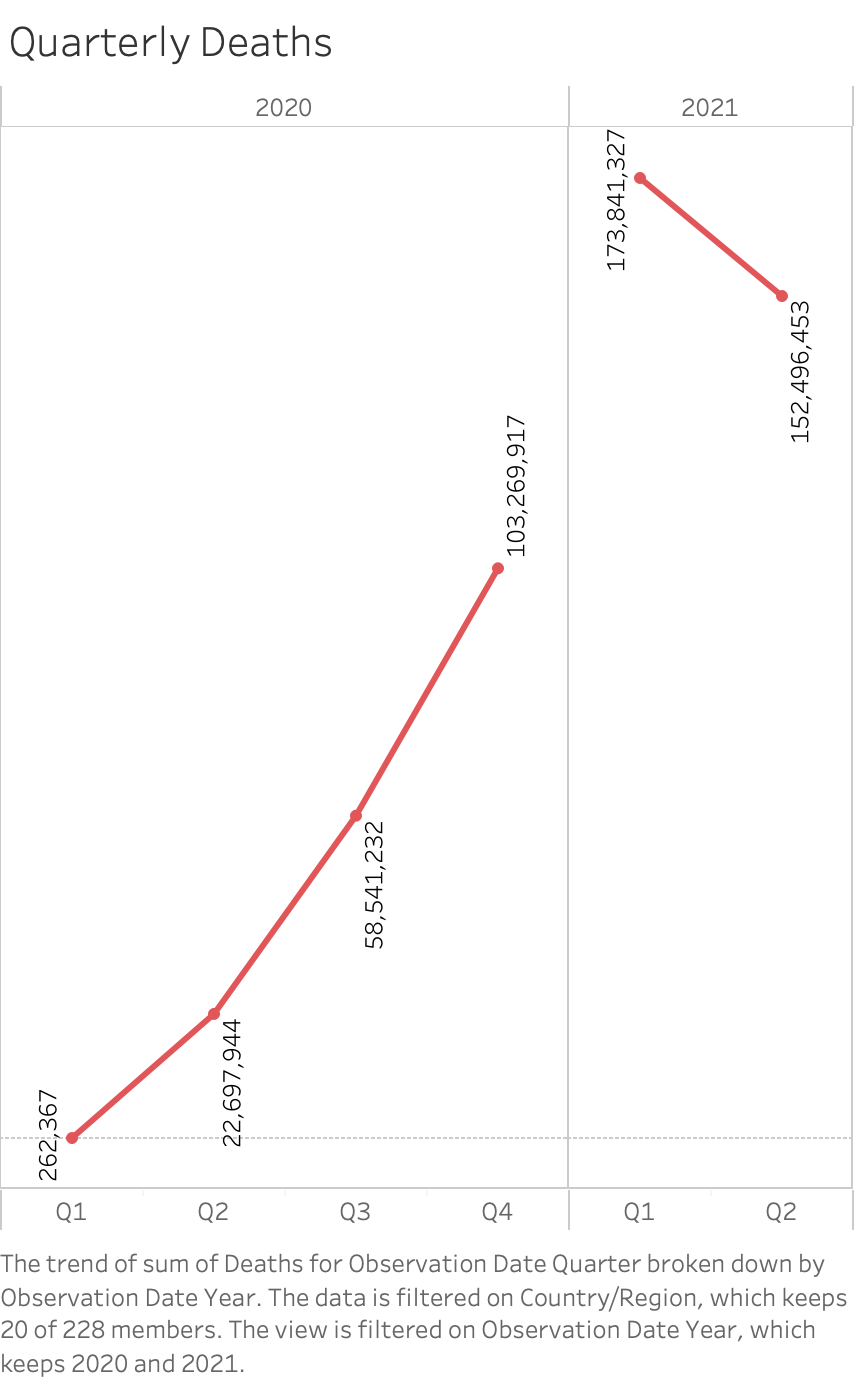 Quarterly Deaths
2020
2021
173,841,327
152,496,453
103,269,917
58,541,232
22,697,944
262,367
Q1
Q2
Q3
Q4
Q1
Q2
The trend of sum of Deaths for Observation Date Quarter broken down by
Observation Date Year. The data is filtered on Country/Region, which keeps
20 of 228 members. The view is filtered on Observation Date Year, which
keeps 2020 and 2021.